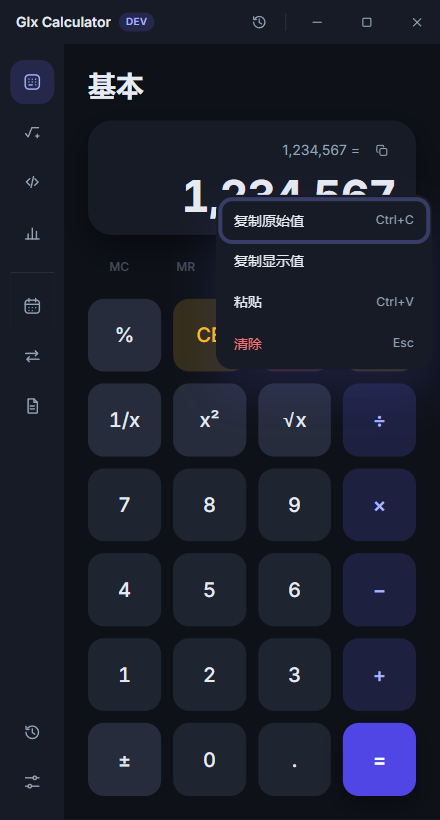 Glx Calculator DEV
基本
1,234,567 =
1,234,567
复制原始值 Ctrl+C
MC MR
复制显示值
粘贴 Ctrl+V
% CE
清除 Esc
1/x x² √x ÷
7 8 9 ×
4 5 6 −
1 2 3 +
± 0 . =